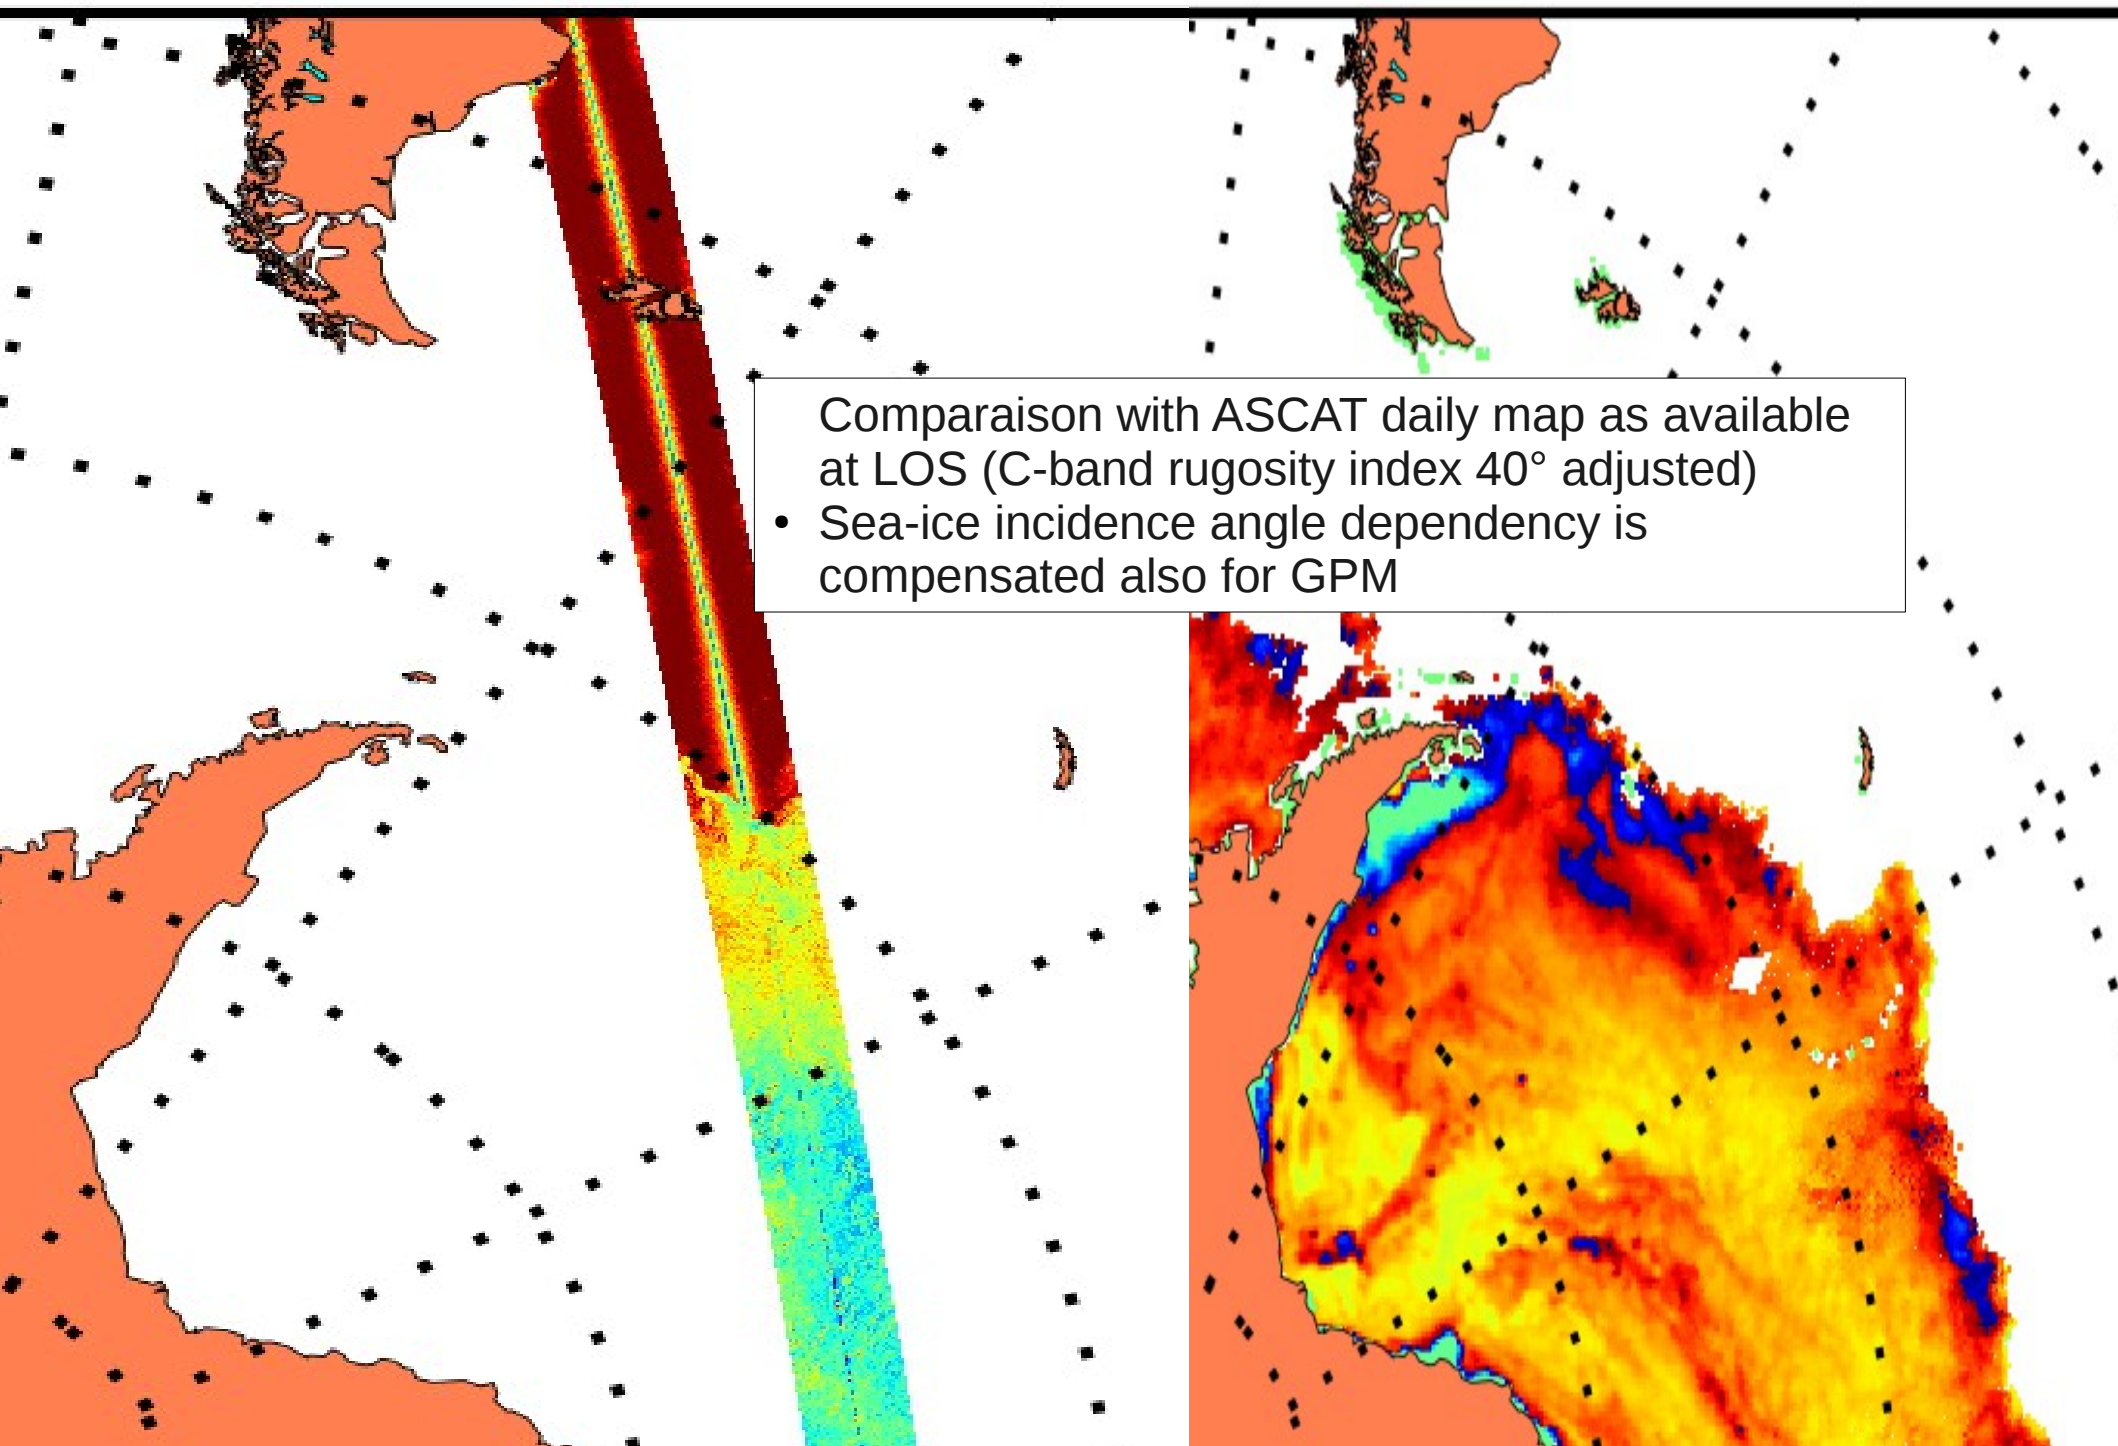 Comparaison with ASCAT daily map as available
at LOS (C-band rugosity index 40° adjusted)
• Sea-ice incidence angle dependency is
compensated also for GPM